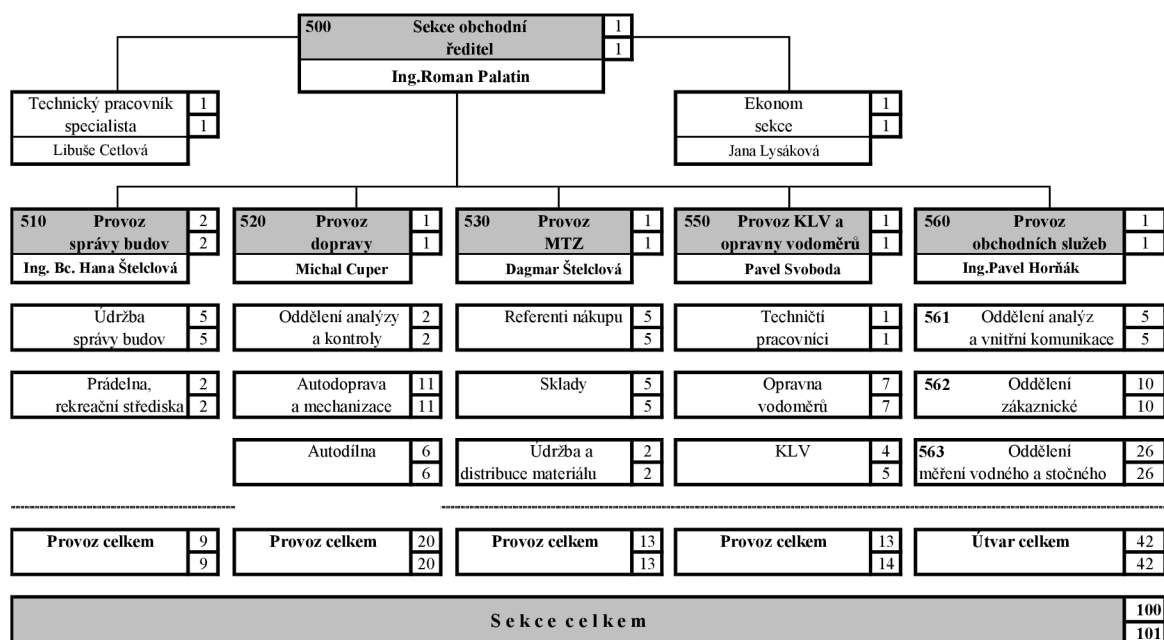 500 Sekce obchodní 1
ředitel 1
Ing.Roman Palatin
Technický pracovník 1
specialista 1
Libuše Cetlová
Ekonom 1
sekce 1
Jana Lysáková
510 Provoz 2
správy budov 2
Ing. Bc. Hana Štelclová
520 Provoz 1
dopravy 1
Michal Cuper
530 Provoz 1
MTZ 1
Dagmar Štelclová
550 Provoz KLV a 1
opravny vodoměrů 1
Pavel Svoboda
560 Provoz 1
obchodních služeb 1
Ing.Pavel Horňák
Údržba 5
správy budov 5
Oddělení analýzy 2
a kontroly 2
Referenti nákupu 5
5
Techničtí 1
pracovníci 1
561 Oddělení analýz 5
a vnitřní komunikace 5
Prádelna, 2
rekreační střediska 2
Autodoprava 11
a mechanizace 11
Sklady 5
5
Opravna 7
vodoměrů 7
562 Oddělení 10
zákaznické 10
Autodílna 6
6
Údržba a 2
distribuce materiálu 2
KLV 4
5
563 Oddělení 26
měření vodného a stočného 26
Provoz celkem 9
9
Provoz celkem 20
20
Provoz celkem 13
13
Provoz celkem 13
14
Útvar celkem 42
42
Sekce celkem 100
101